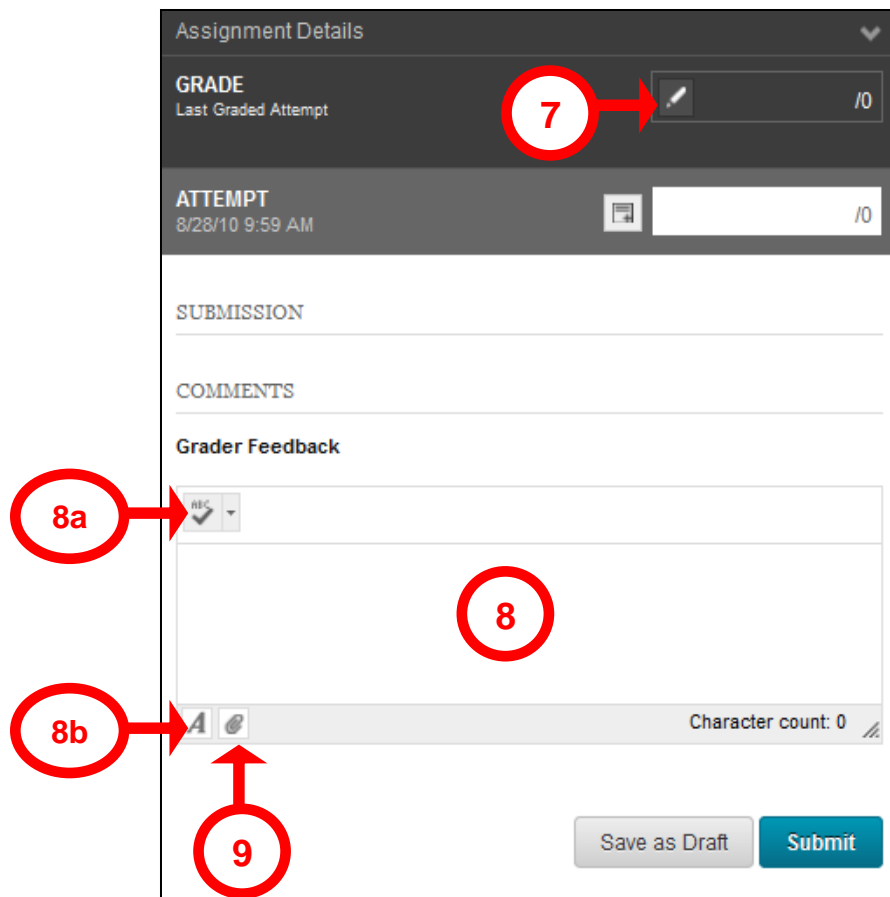 Assignment Details
GRADE
Last Graded Attempt
7
/0
ATTEMPT
8/28/10 9:59 AM
/0
SUBMISSION
COMMENTS
Grader Feedback
8a
ABC
8
8b
A
Character count: 0
9
Save as Draft
Submit